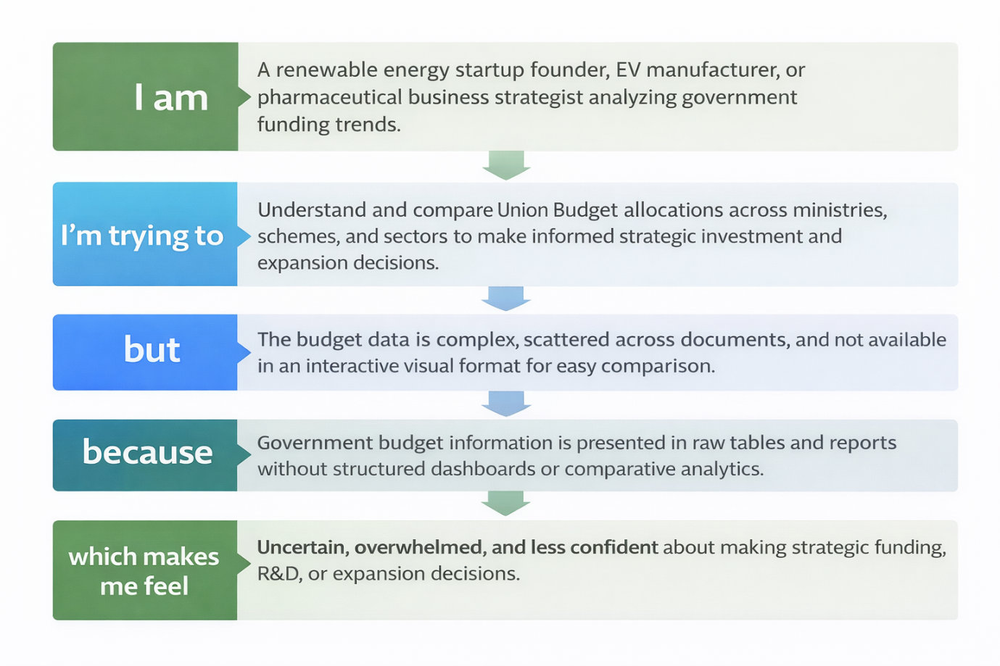 I am
A renewable energy startup founder, EV manufacturer, or
pharmaceutical business strategist analyzing government
funding trends.
I'm trying to
Understand and compare Union Budget allocations across ministries,
schemes, and sectors to make informed strategic investment and
expansion decisions.
but
The budget data is complex, scattered across documents, and not available
in an interactive visual format for easy comparison.
because
Government budget information is presented in raw tables and reports
without structured dashboards or comparative analytics.
which makes
me feel
Uncertain, overwhelmed, and less confident about making strategic funding,
R&D, or expansion decisions.